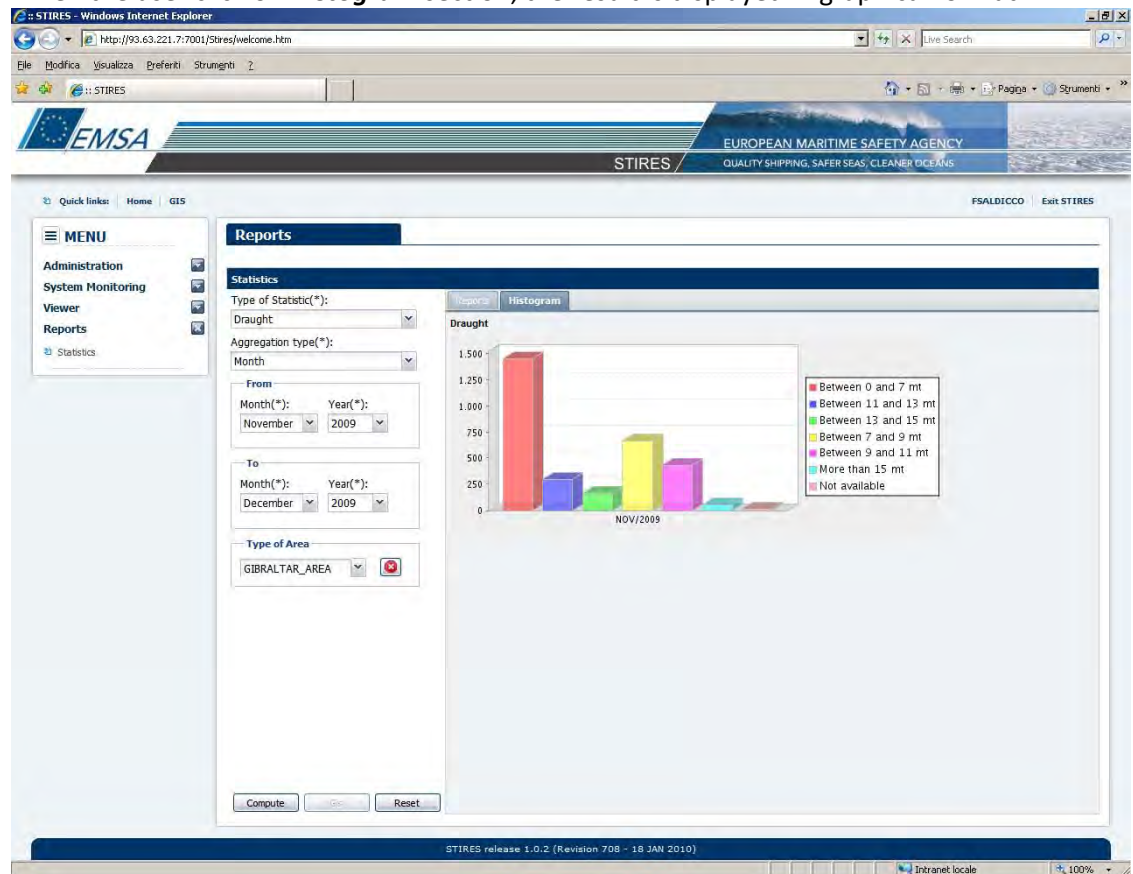 :: STIRES - Windows Internet Explorer
http://93.63.221.7:7001/Stires/welcome.htm
Live Search
File Modifica Visualizza Preferiti Strumenti ?
:: STIRES
Pagina Strumenti
EMSA
STIRES
EUROPEAN MARITIME SAFETY AGENCY
QUALITY SHIPPING, SAFER SEAS, CLEANER OCEANS
Quick links: Home GIS
FSALDICCO Exit STIRES
MENU
Administration
System Monitoring
Viewer
Reports
Statistics
Reports
Statistics
Type of Statistic(*):
Draught
Aggregation type(*):
Month
From
Month(*): Year(*):
November 2009
To
Month(*): Year(*):
December 2009
Type of Area
GIBRALTAR_AREA
Compute Reset
Reports Histogram
Draught
1.500
1.250
1.000
750
500
250
0
NOV/2009
Between 0 and 7 mt
Between 11 and 13 mt
Between 13 and 15 mt
Between 7 and 9 mt
Between 9 and 11 mt
More than 15 mt
Not available
STIRES release 1.0.2 (Revision 708 - 18 JAN 2010)
Intranet locale 100%